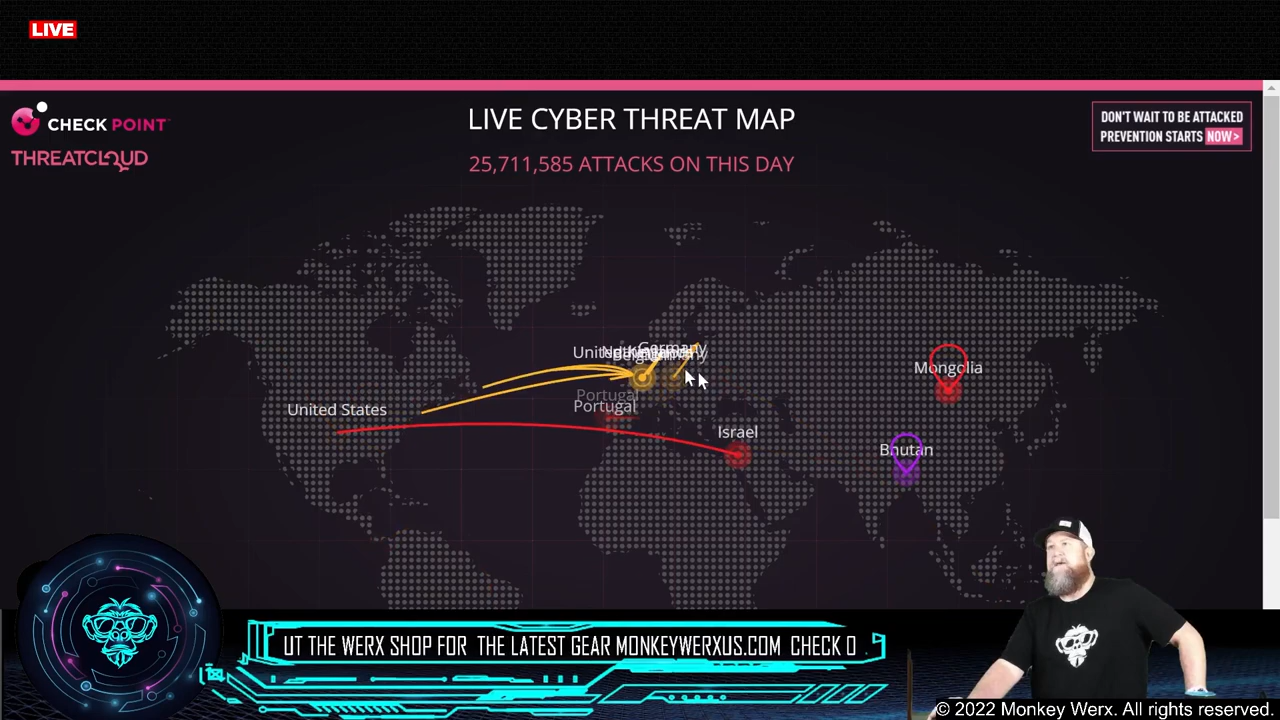 LIVE
CHECK POINT
THREATCLOUD
LIVE CYBER THREAT MAP
25,711,585 ATTACKS ON THIS DAY
DON'T WAIT TO BE ATTACKED
PREVENTION STARTS NOW>
Germany
Portugal
Portugal
United States
Israel
Mongolia
Bhutan
UT THE WERX SHOP FOR THE LATEST GEAR MONKEYWERXUS.COM CHECK O
© 2022 Monkey Werx. All rights reserved.